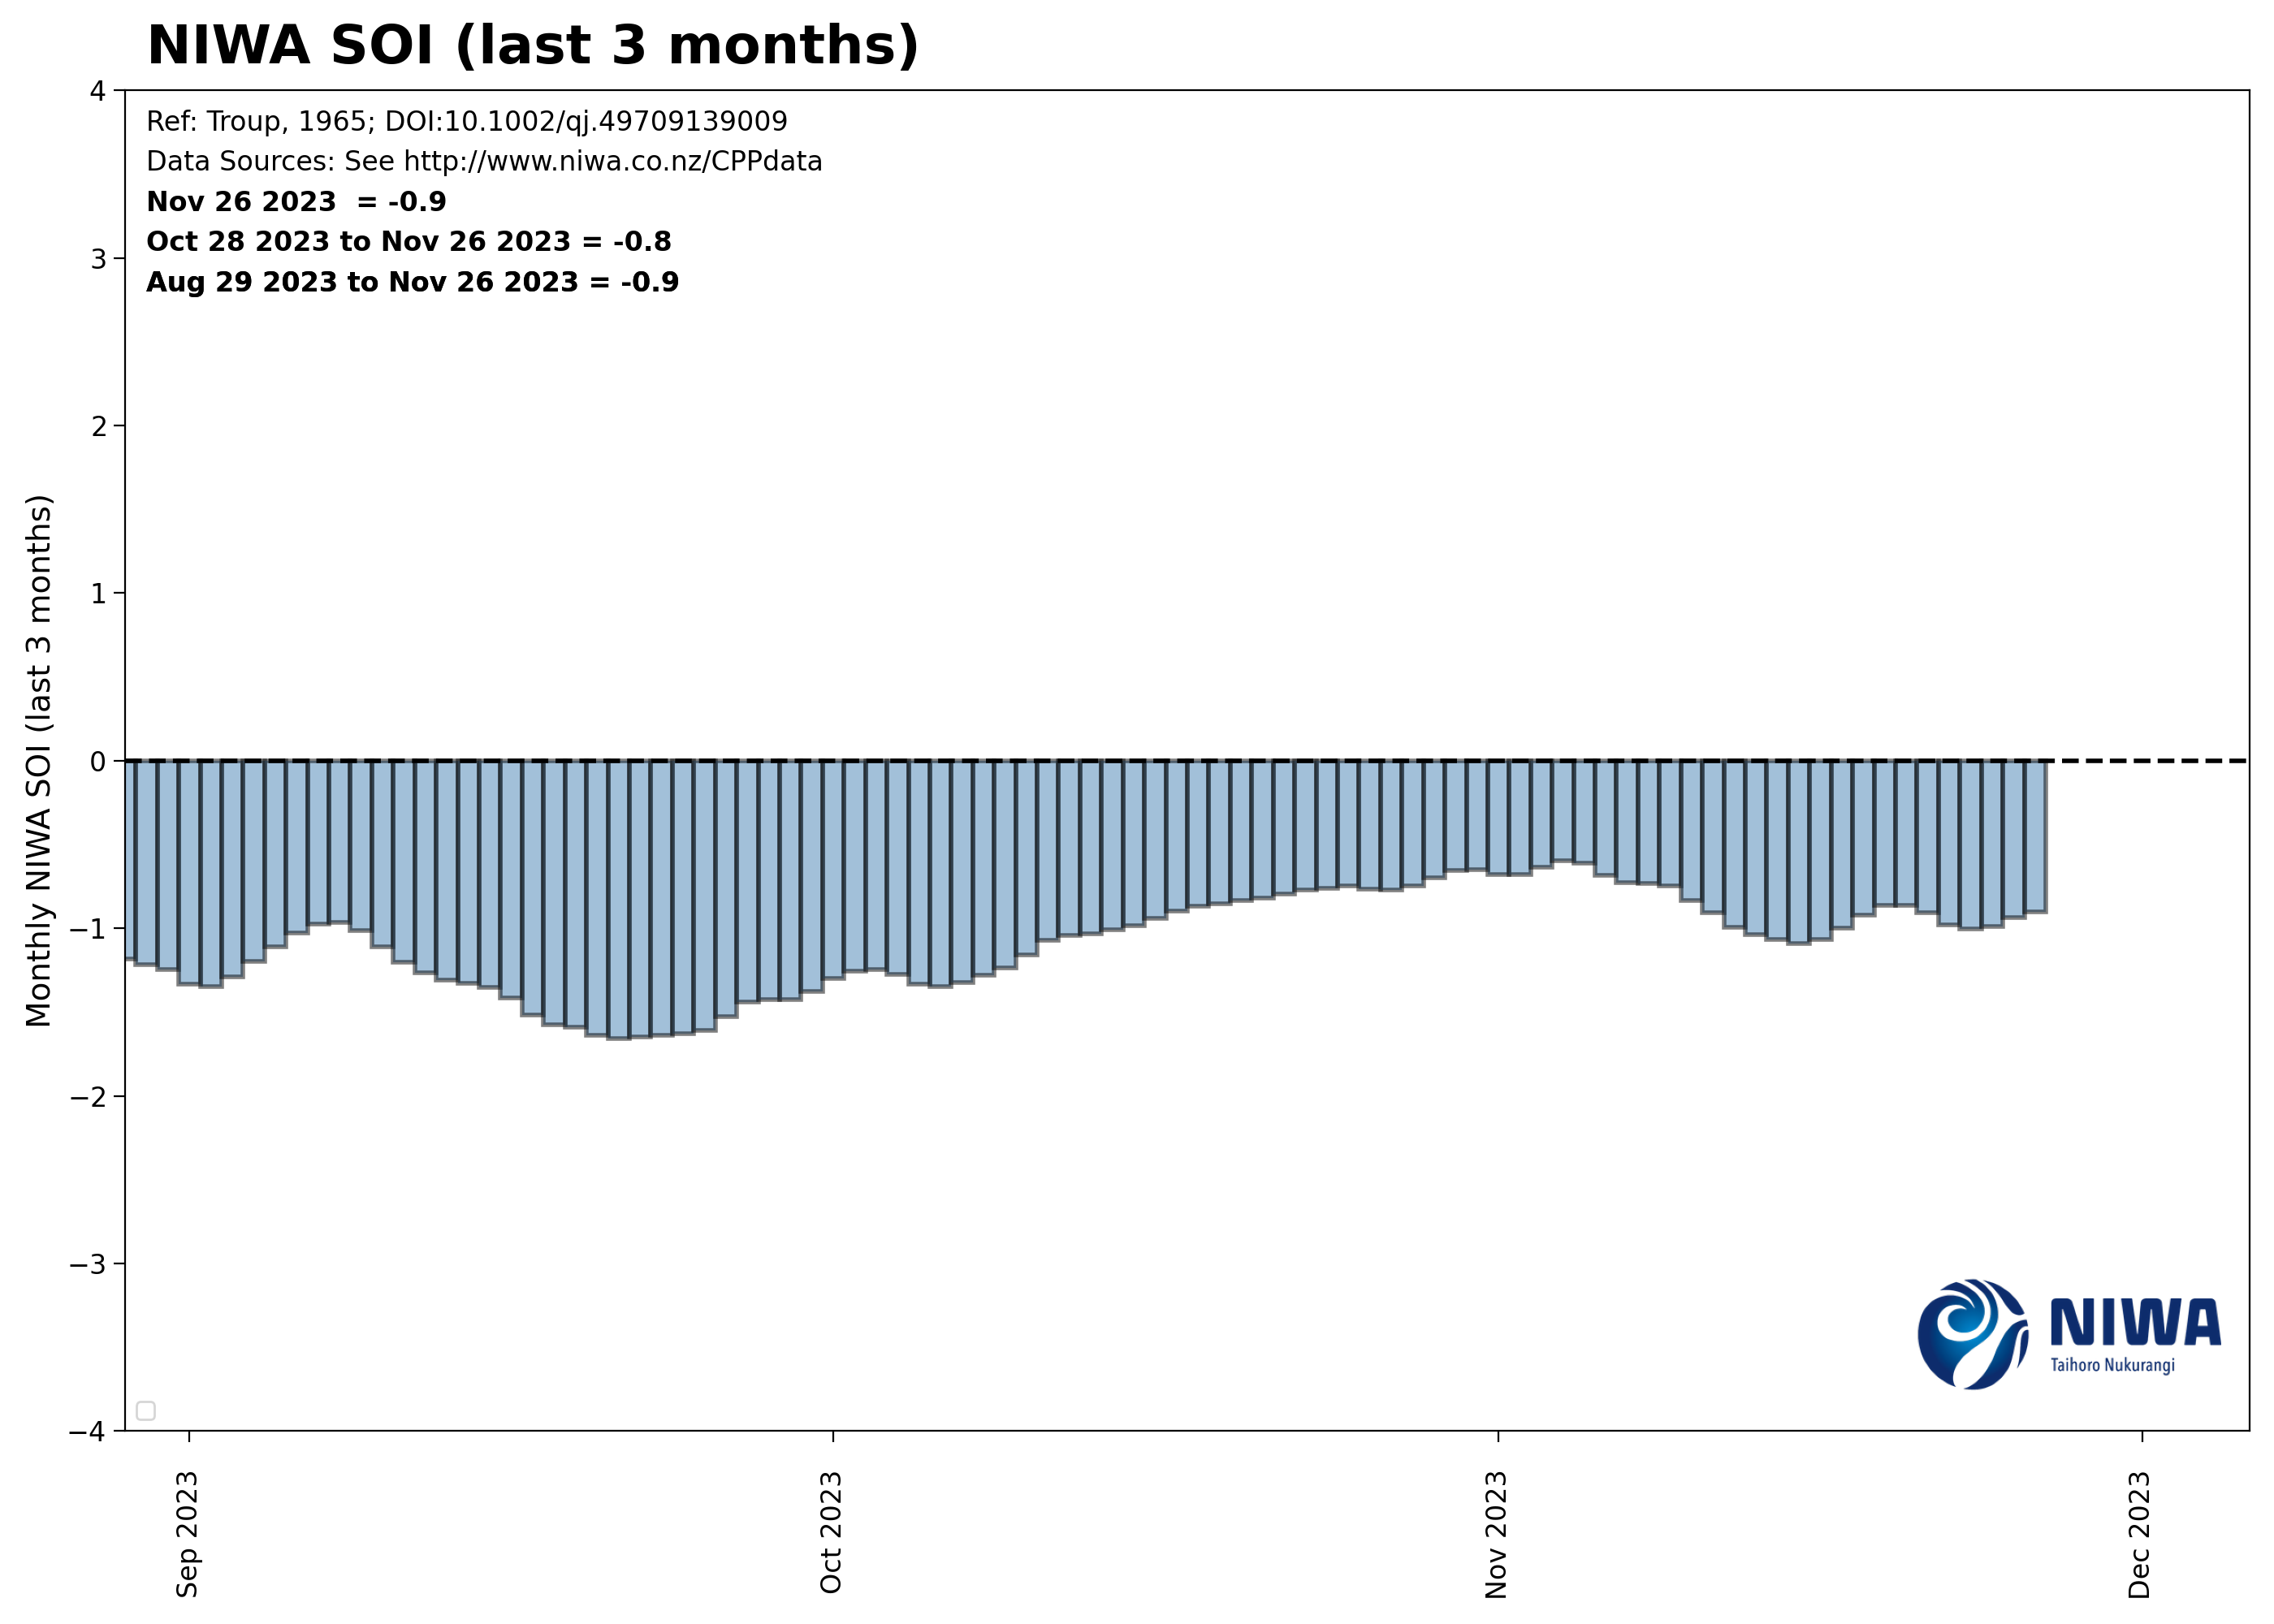 NIWA SOI (last 3 months)
Ref: Troup, 1965; DOI:10.1002/qj.49709139009
Data Sources: See http://www.niwa.co.nz/CPPdata
Nov 26 2023  = -0.9
Oct 28 2023 to Nov 26 2023 = -0.8
Aug 29 2023 to Nov 26 2023 = -0.9
Monthly NIWA SOI (last 3 months)
4
3
2
1
0
−1
−2
−3
−4
NIWA
Taihoro Nukurangi
Sep 2023
Oct 2023
Nov 2023
Dec 2023